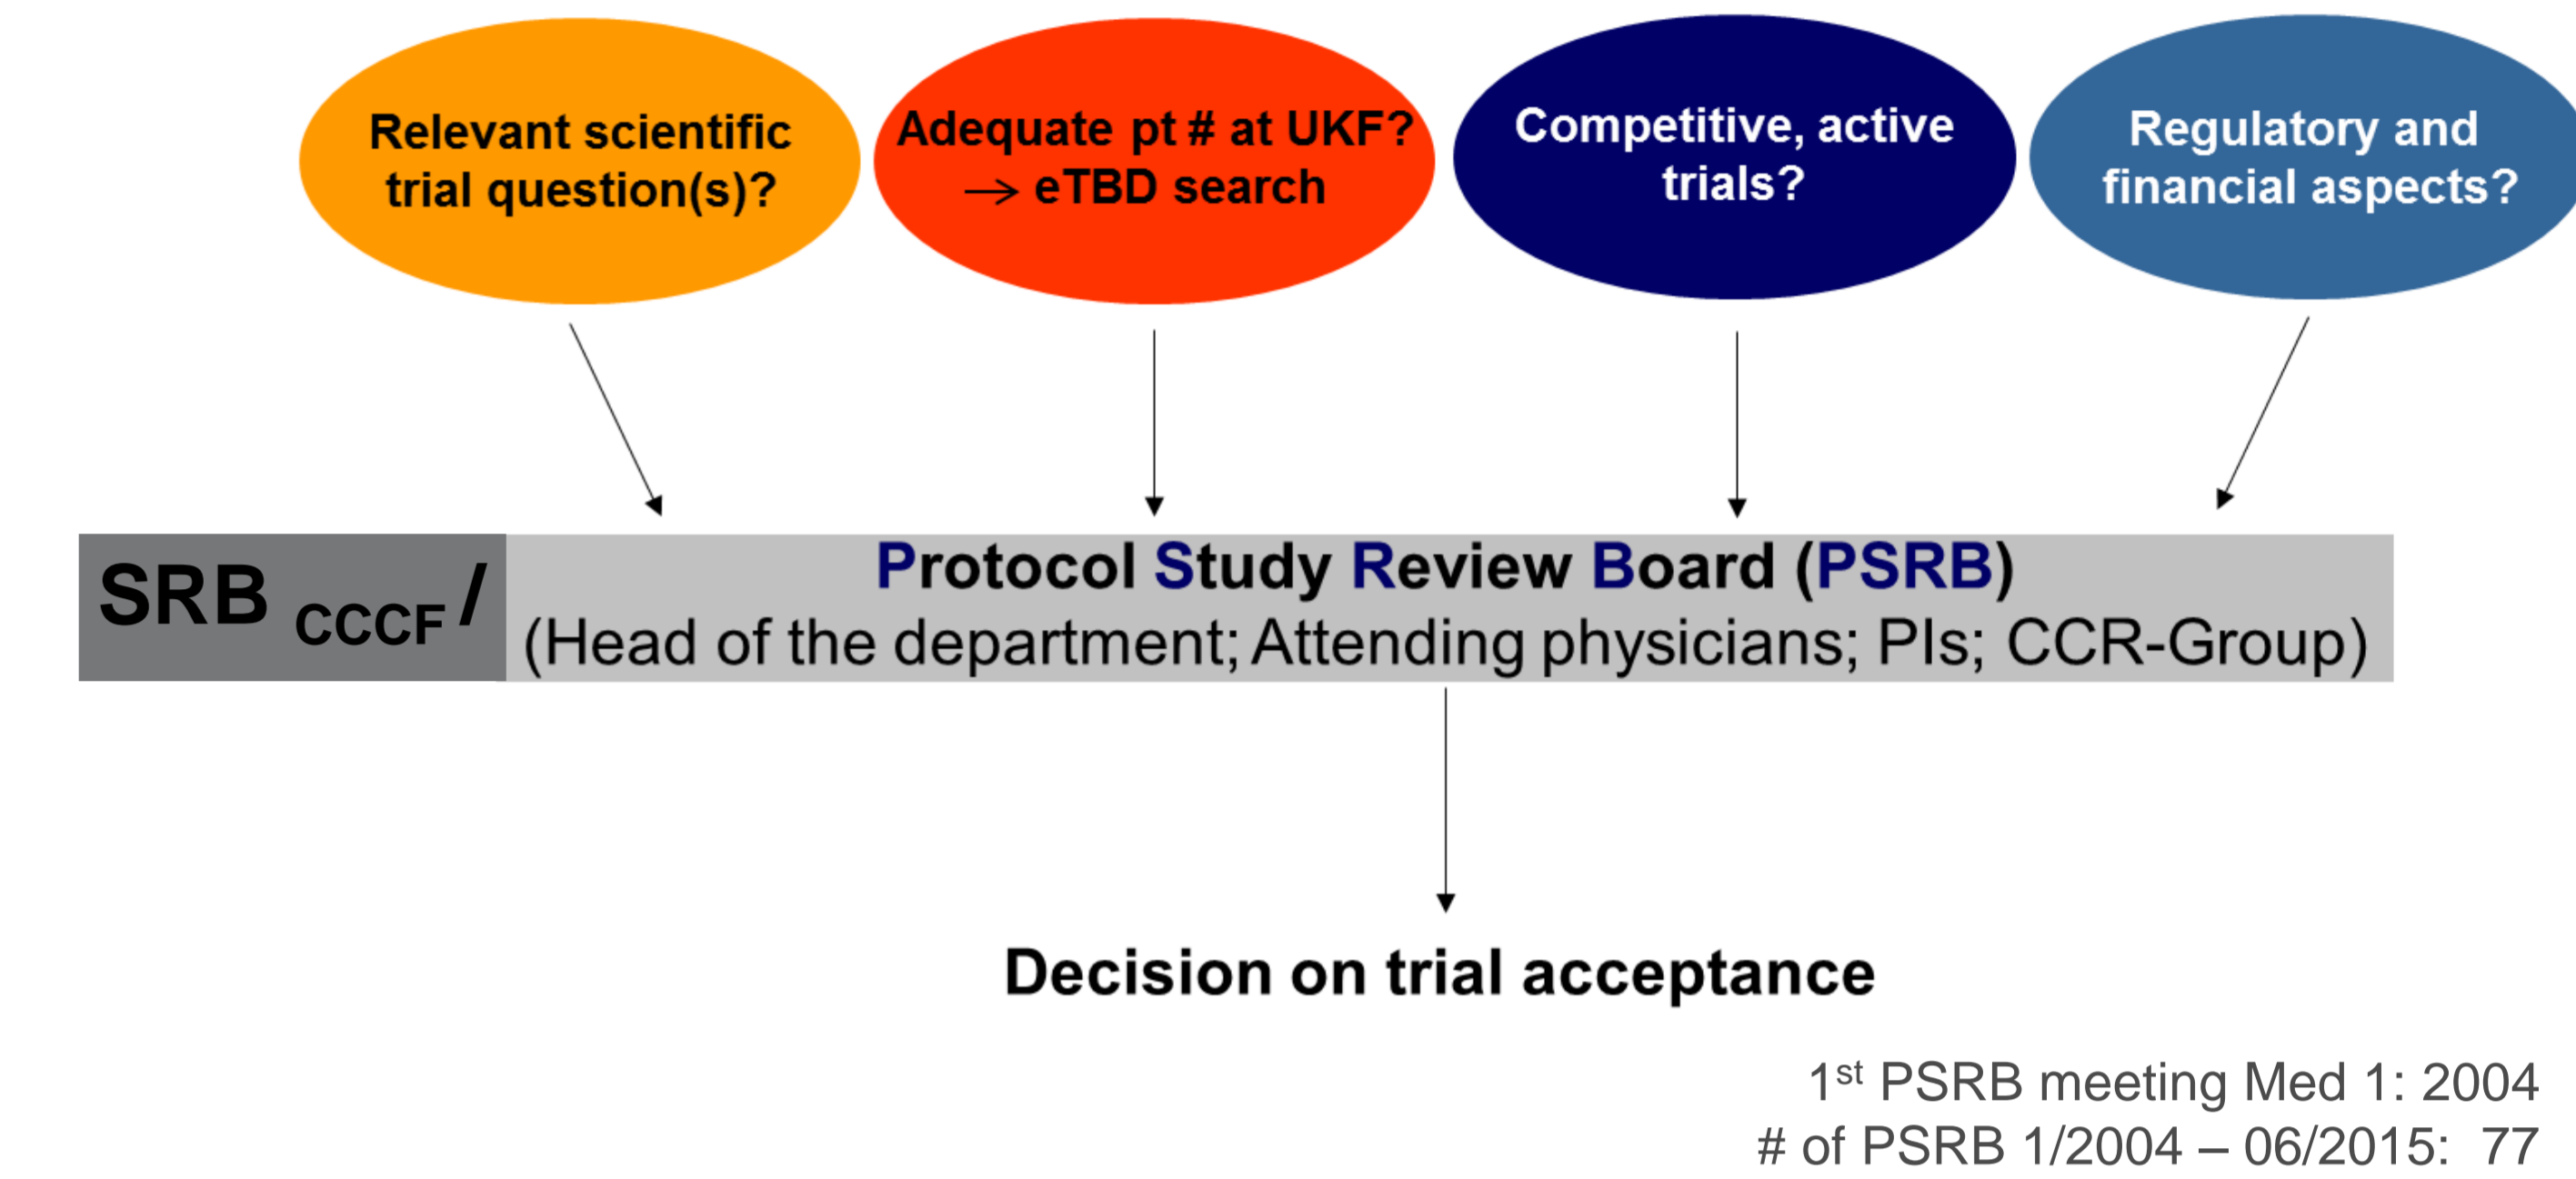 Relevant scientific
trial question(s)?
Adequate pt # at UKF?
→ eTBD search
Competitive, active
trials?
Regulatory and
financial aspects?
SRB CCCF /
Protocol Study Review Board (PSRB)
(Head of the department; Attending physicians; PIs; CCR-Group)
Decision on trial acceptance
1st PSRB meeting Med 1: 2004
# of PSRB 1/2004 – 06/2015: 77